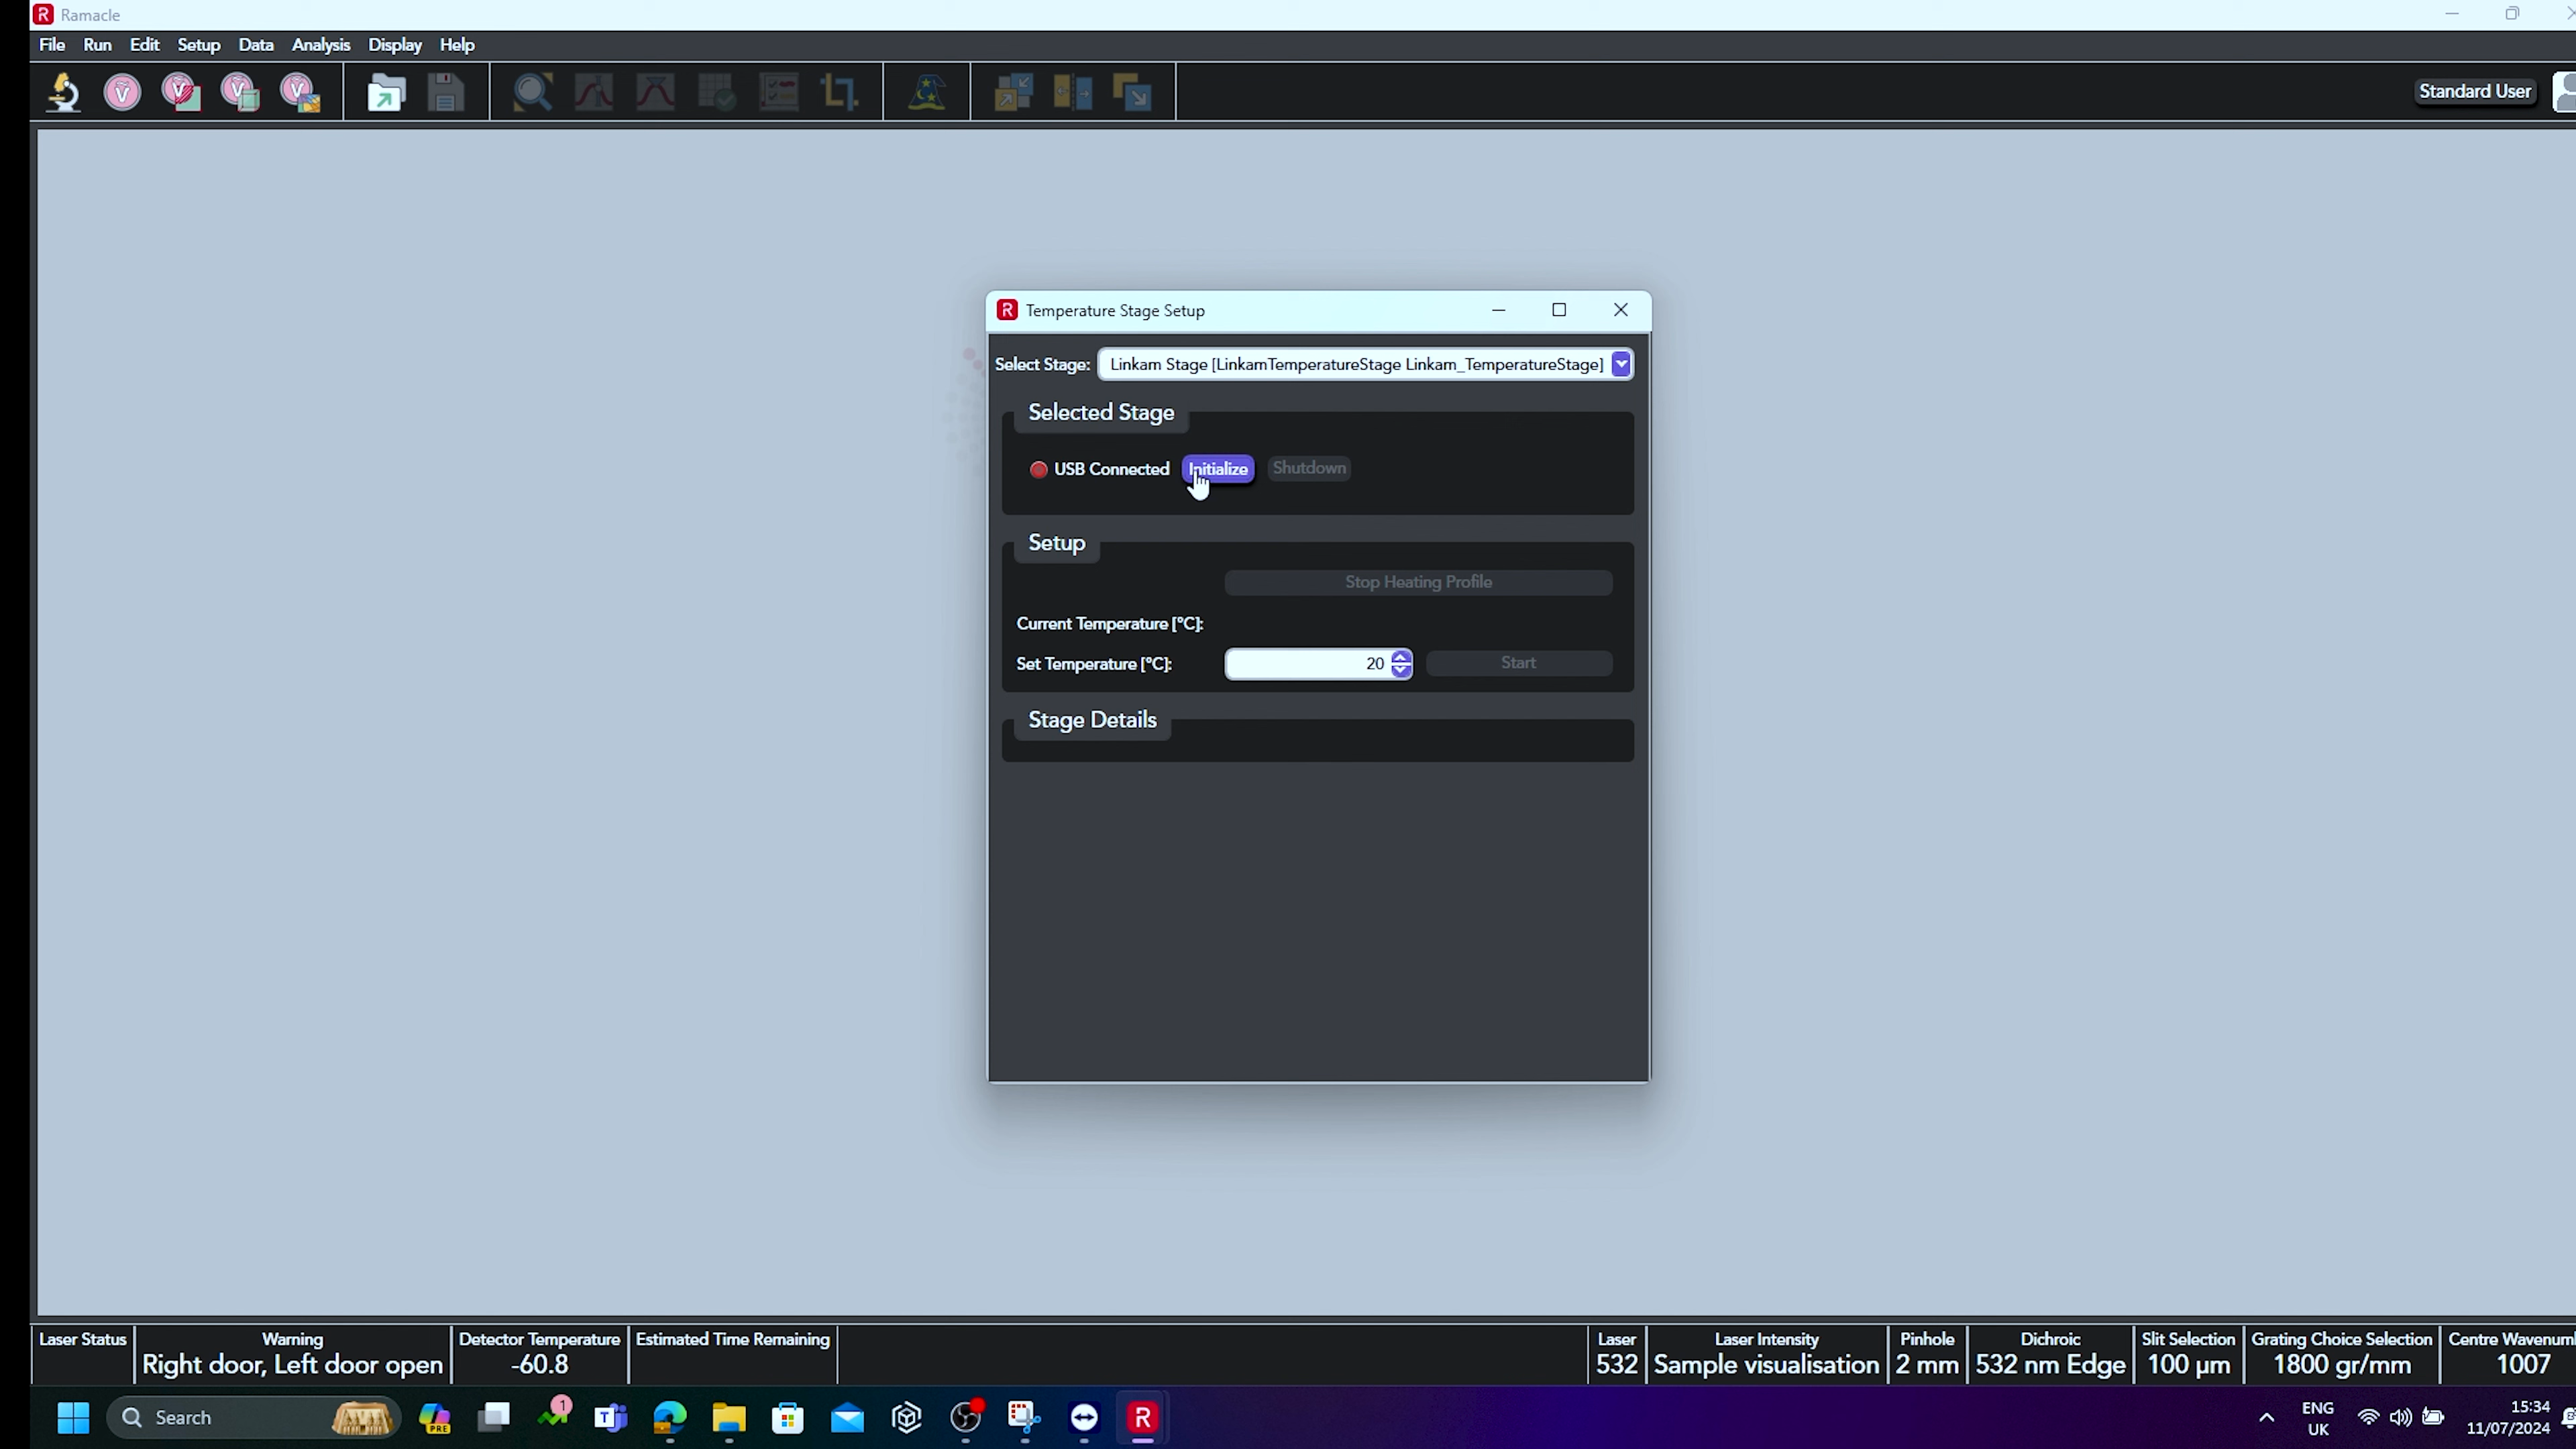 Ramacle
File Run Edit Setup Data Analysis Display Help
Standard User
Temperature Stage Setup
Select Stage: Linkam Stage [LinkamTemperatureStage Linkam_TemperatureStage]
Selected Stage
USB Connected Initialize Shutdown
Setup
Stop Heating Profile
Current Temperature [°C]:
Set Temperature [°C]: 20 Start
Stage Details
Laser Status Warning Detector Temperature Estimated Time Remaining Laser Laser Intensity Pinhole Dichroic Slit Selection Grating Choice Selection Centre
Right door, Left door open -60.8 532 Sample visualisation 2 mm 532 nm Edge 100 µm 1800 gr/mm 1007
Search
PRE
1
ENG
UK
15:34
11/07/2024